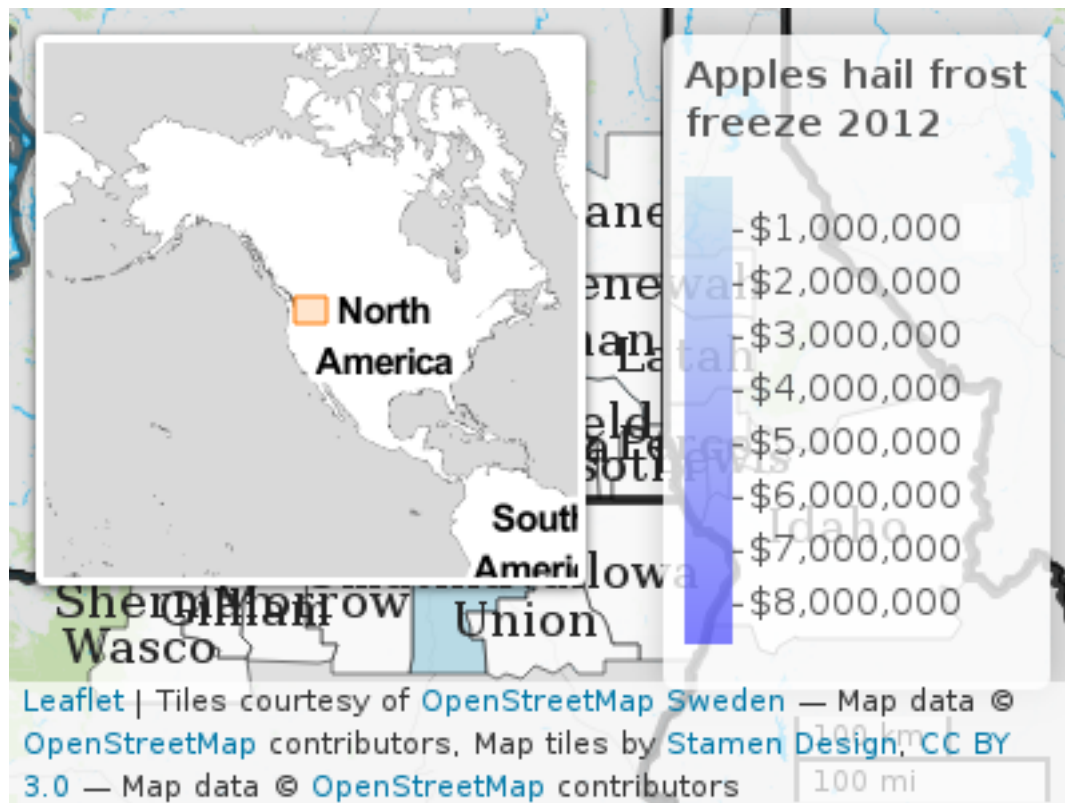 Apples hail frost
freeze 2012
$1,000,000
$2,000,000
$3,000,000
$4,000,000
$5,000,000
$6,000,000
$7,000,000
$8,000,000
North
America
South
Latah
Idaho
Morrow
Gilliam
Union
Wasco
Leaflet | Tiles courtesy of OpenStreetMap Sweden — Map data ©
OpenStreetMap contributors, Map tiles by Stamen Design, CC BY
3.0 — Map data © OpenStreetMap contributors
100 km
100 mi